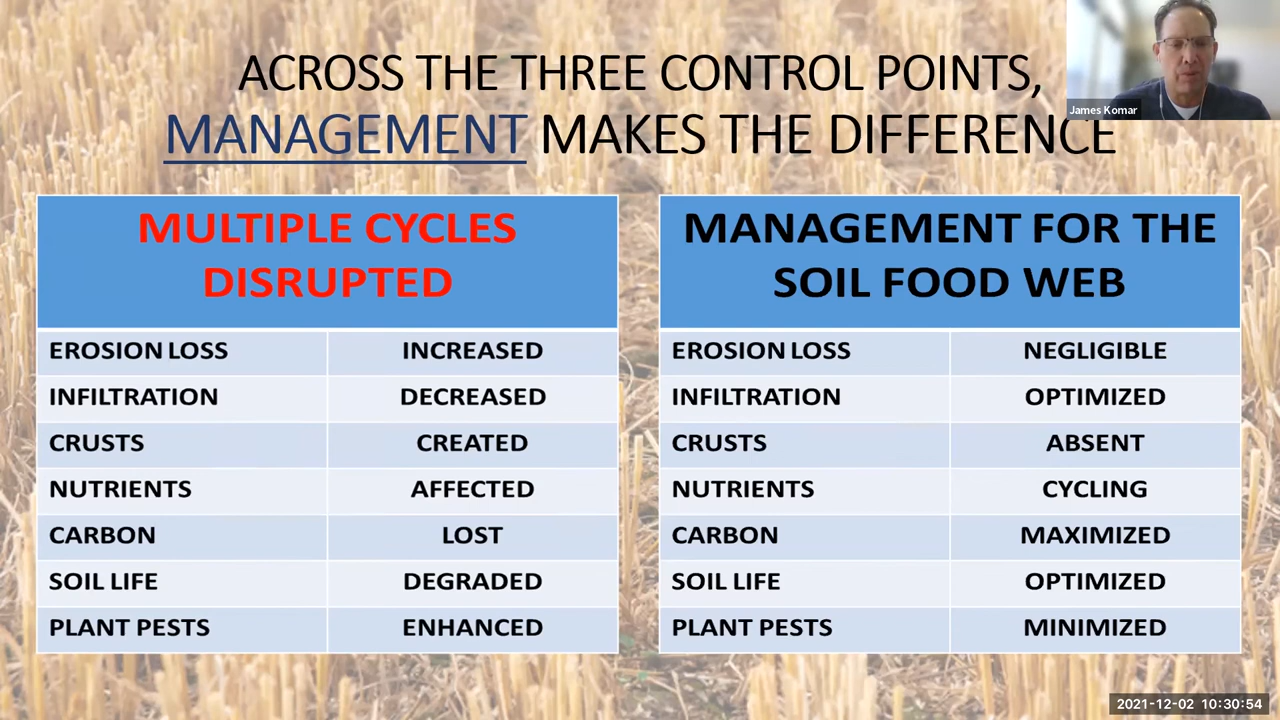 ACROSS THE THREE CONTROL POINTS,
MANAGEMENT MAKES THE DIFFERENCE
James Komar
MULTIPLE CYCLES
DISRUPTED
EROSION LOSS INCREASED
INFILTRATION DECREASED
CRUSTS CREATED
NUTRIENTS AFFECTED
CARBON LOST
SOIL LIFE DEGRADED
PLANT PESTS ENHANCED
MANAGEMENT FOR THE
SOIL FOOD WEB
EROSION LOSS NEGLIGIBLE
INFILTRATION OPTIMIZED
CRUSTS ABSENT
NUTRIENTS CYCLING
CARBON MAXIMIZED
SOIL LIFE OPTIMIZED
PLANT PESTS MINIMIZED
2021-12-02 10:30:54